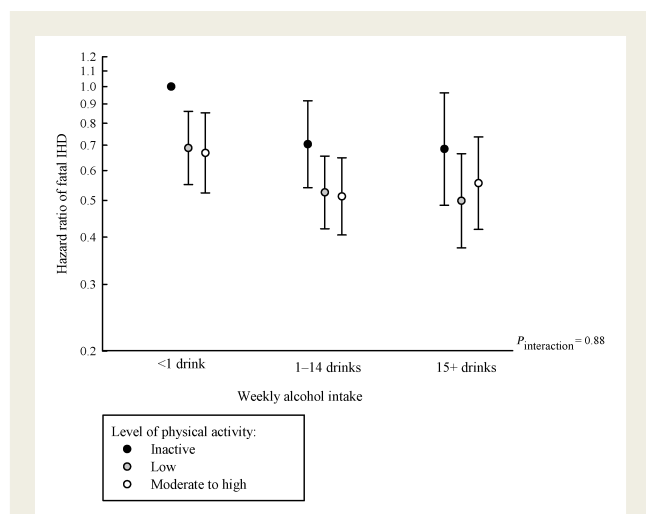 1.2
1.1
1.0
0.9
0.8
0.7
0.6
0.5
0.4
0.3
0.2
Hazard ratio of fatal IHD
<1 drink
1–14 drinks
15+ drinks
Pinteraction = 0.88
Weekly alcohol intake
Level of physical activity:
Inactive
Low
Moderate to high